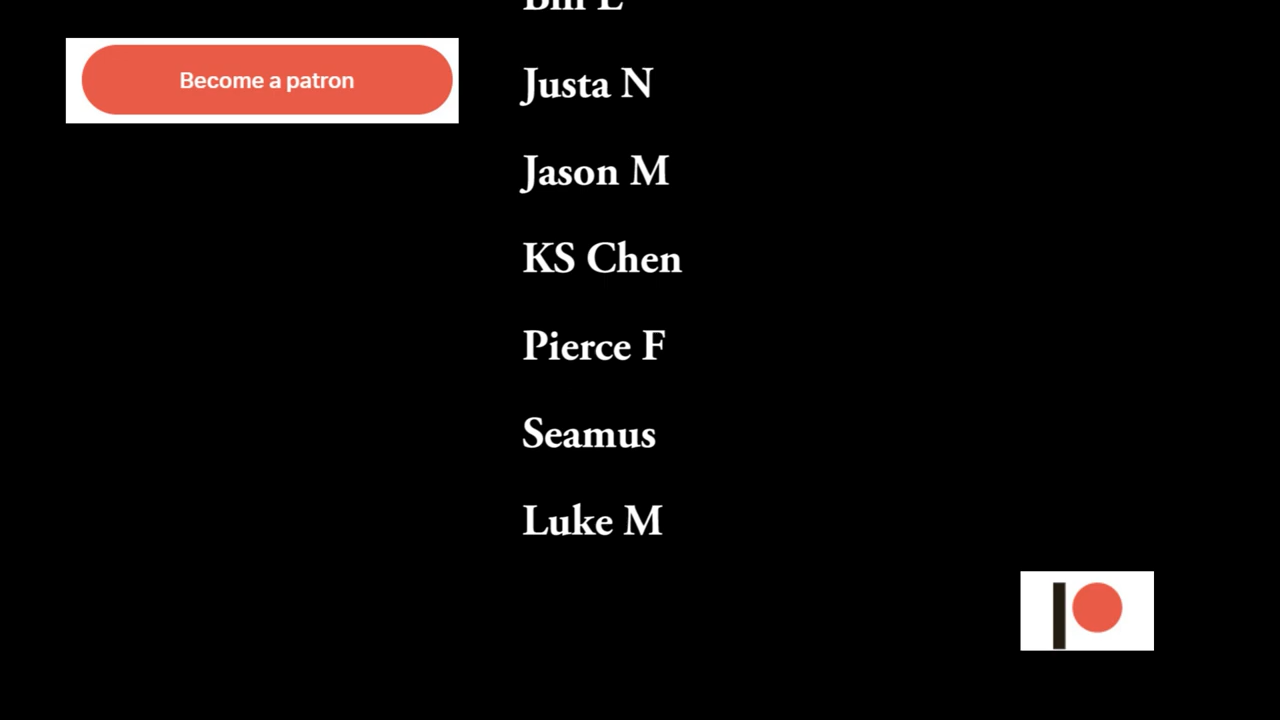 Become a patron
Justa N
Jason M
KS Chen
Pierce F
Seamus
Luke M